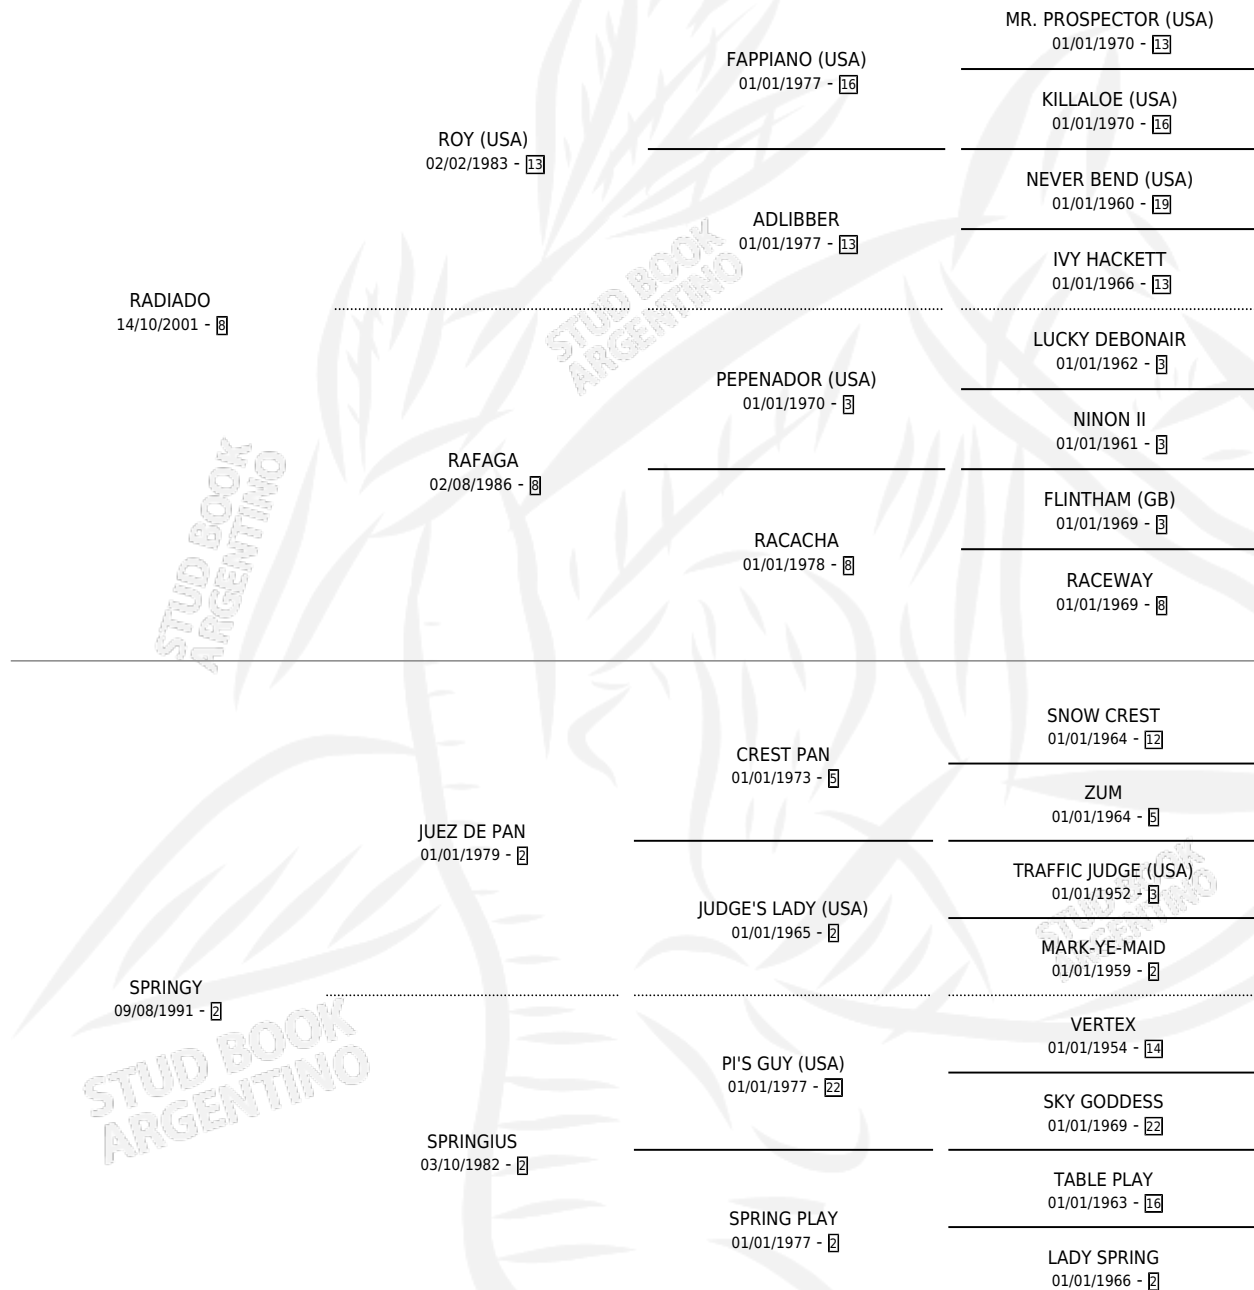 MR. PROSPECTOR (USA)
01/01/1970 - 13
FAPPIANO (USA)
01/01/1977 - 16
KILLALOE (USA)
01/01/1970 - 16
ROY (USA)
02/02/1983 - 13
NEVER BEND (USA)
01/01/1960 - 19
ADLIBBER
01/01/1977 - 13
IVY HACKETT
01/01/1966 - 13
RADIADO
14/10/2001 - 8
LUCKY DEBONAIR
01/01/1962 - 3
PEPENADOR (USA)
01/01/1970 - 3
NINON II
01/01/1961 - 3
RAFAGA
02/08/1986 - 8
FLINTHAM (GB)
01/01/1969 - 3
RACACHA
01/01/1978 - 8
RACEWAY
01/01/1969 - 8
STUD BOOK
ARGENTINO
STUD BOOK
ARGENTINO
SNOW CREST
01/01/1964 - 12
CREST PAN
01/01/1973 - 5
ZUM
01/01/1964 - 5
JUEZ DE PAN
01/01/1979 - 2
TRAFFIC JUDGE (USA)
01/01/1952 - 3
JUDGE'S LADY (USA)
01/01/1965 - 2
MARK-YE-MAID
01/01/1959 - 2
SPRINGY
09/08/1991 - 2
VERTEX
01/01/1954 - 14
PI'S GUY (USA)
01/01/1977 - 22
SKY GODDESS
01/01/1969 - 22
SPRINGIUS
03/10/1982 - 2
TABLE PLAY
01/01/1963 - 16
SPRING PLAY
01/01/1977 - 2
LADY SPRING
01/01/1966 - 2
STUD BOOK
ARGENTINO
STUD BOOK
ARGENTINO